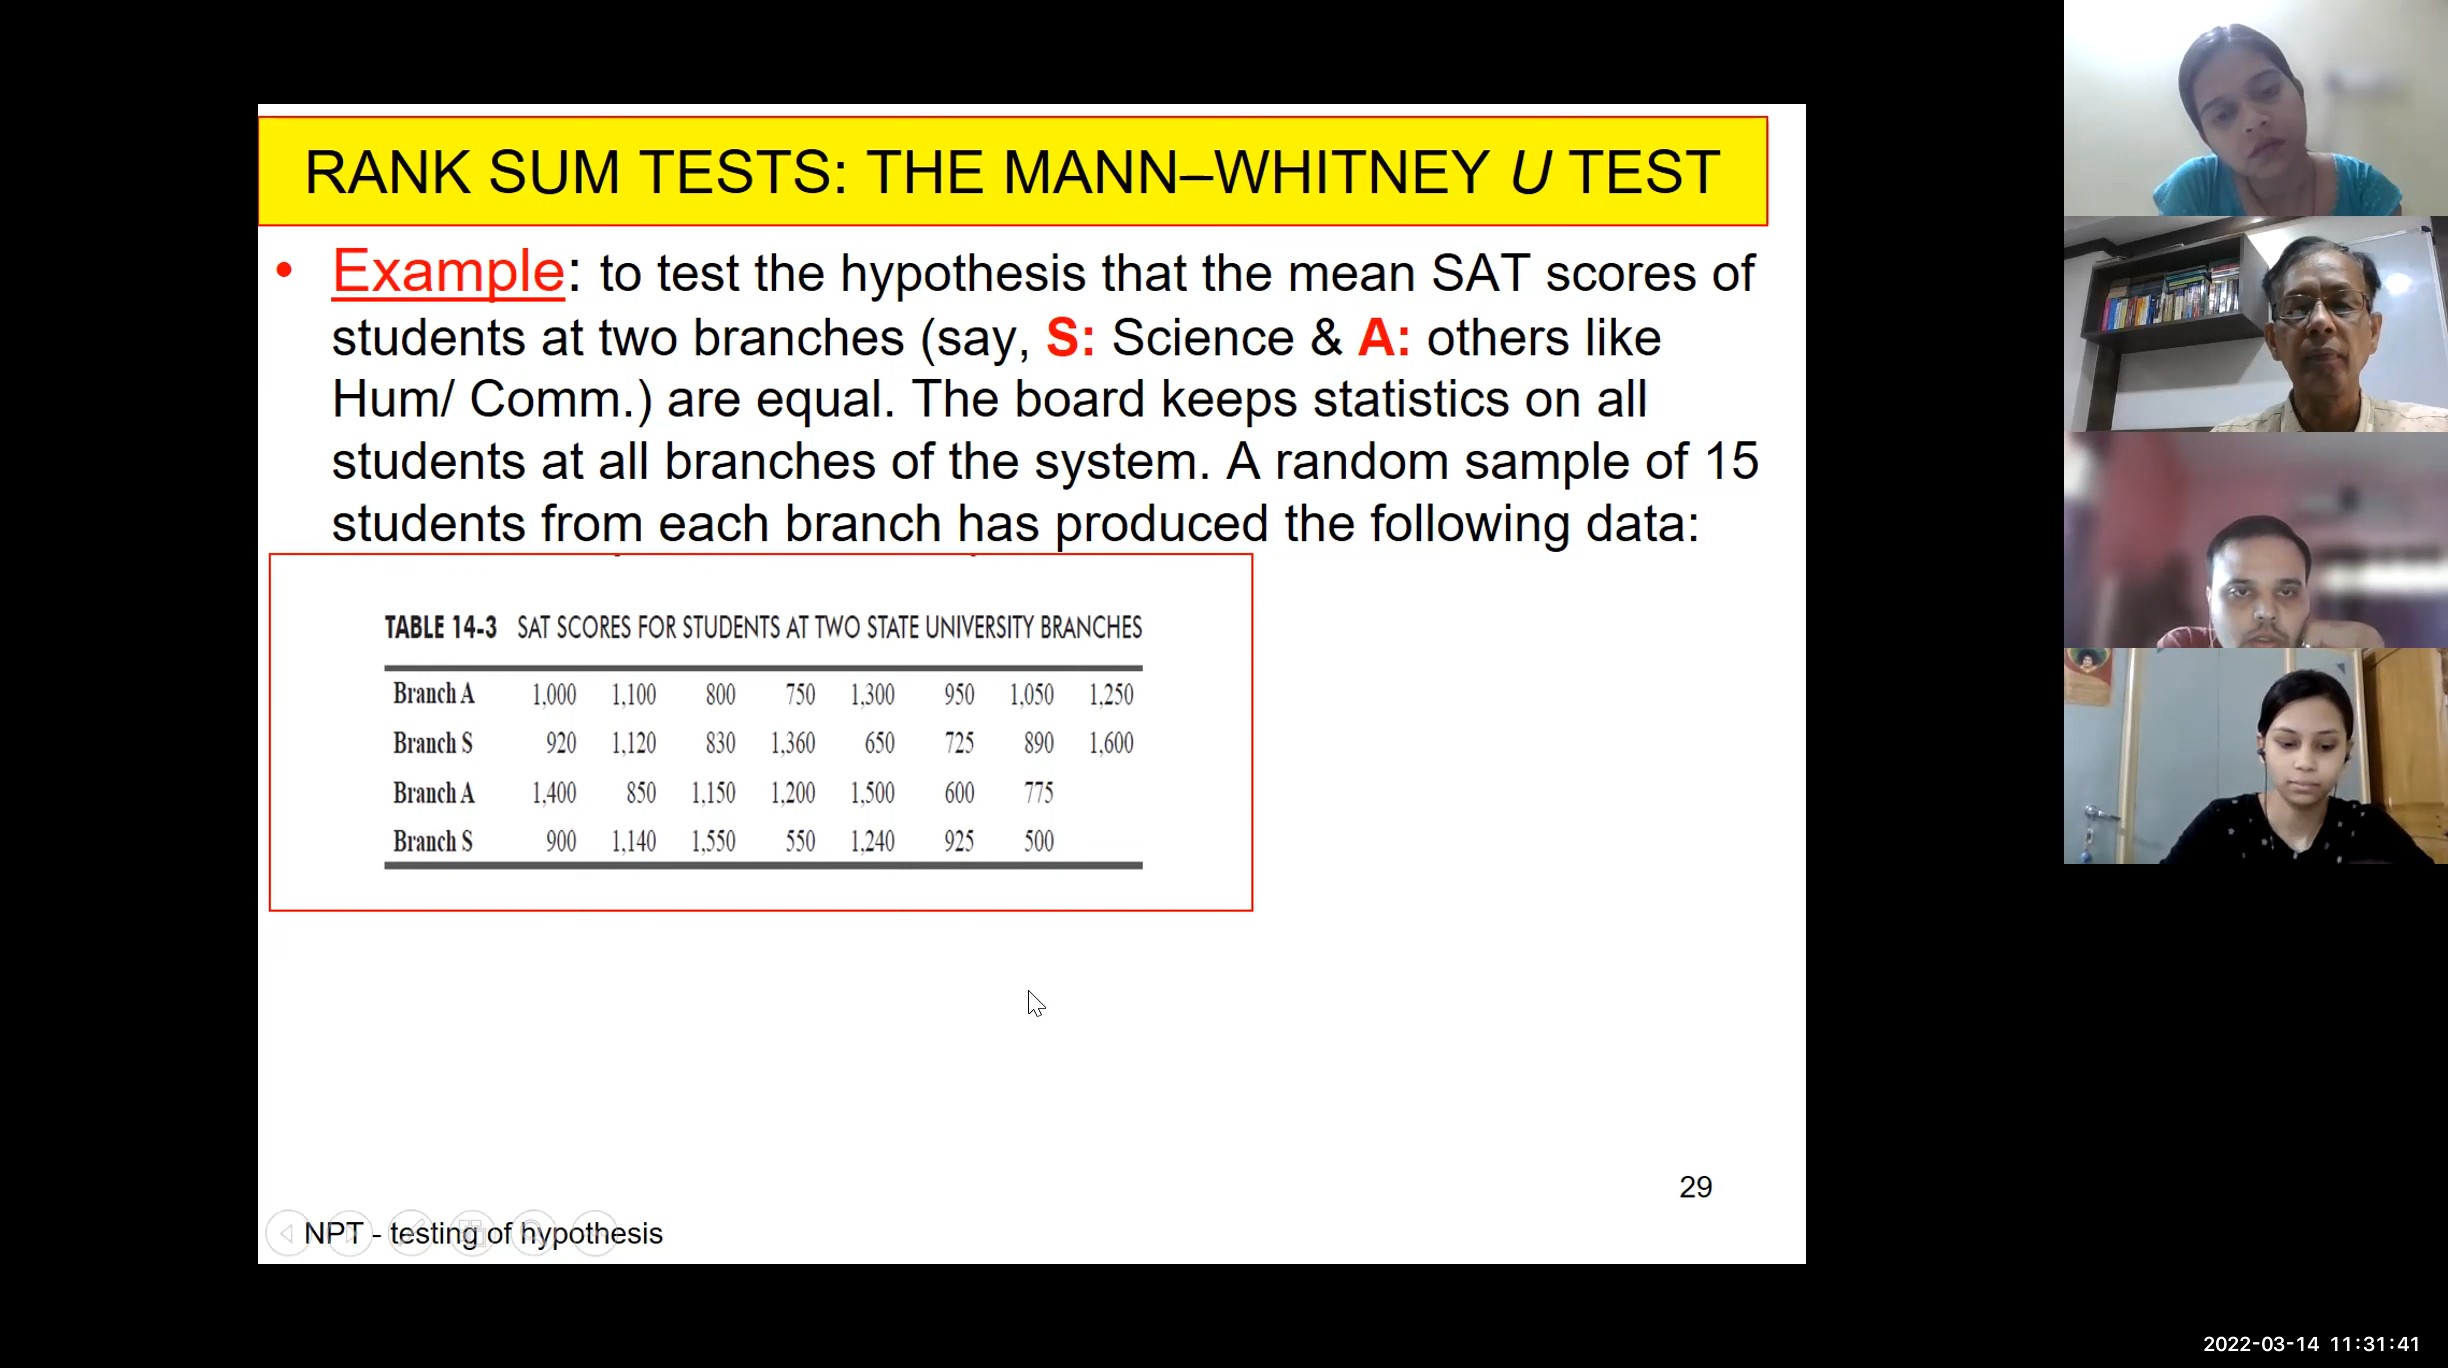 RANK SUM TESTS: THE MANN–WHITNEY U TEST
• Example: to test the hypothesis that the mean SAT scores of
students at two branches (say, S: Science & A: others like
Hum/ Comm.) are equal. The board keeps statistics on all
students at all branches of the system. A random sample of 15
students from each branch has produced the following data:
TABLE 14-3 SAT SCORES FOR STUDENTS AT TWO STATE UNIVERSITY BRANCHES
Branch A 1,000 1,100 800 750 1,300 950 1,050 1,250
Branch S 920 1,120 830 1,360 650 725 890 1,600
Branch A 1,400 850 1,150 1,200 1,500 600 775
Branch S 900 1,140 1,550 550 1,240 925 500
29
NPT - testing of hypothesis
2022-03-14 11:31:41